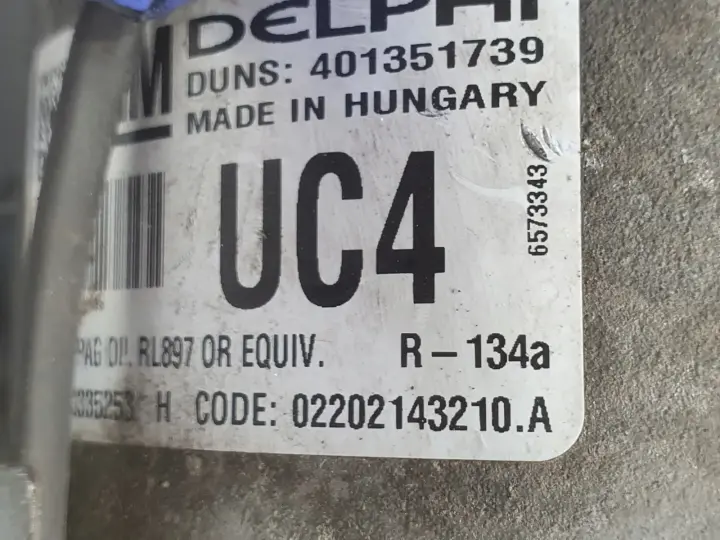 DELPHI
DUNS: 401351739
MADE IN HUNGARY
UC4
6573343
PAG OIL RL897 OR EQUIV. R-134a
H CODE: 02202143210.A